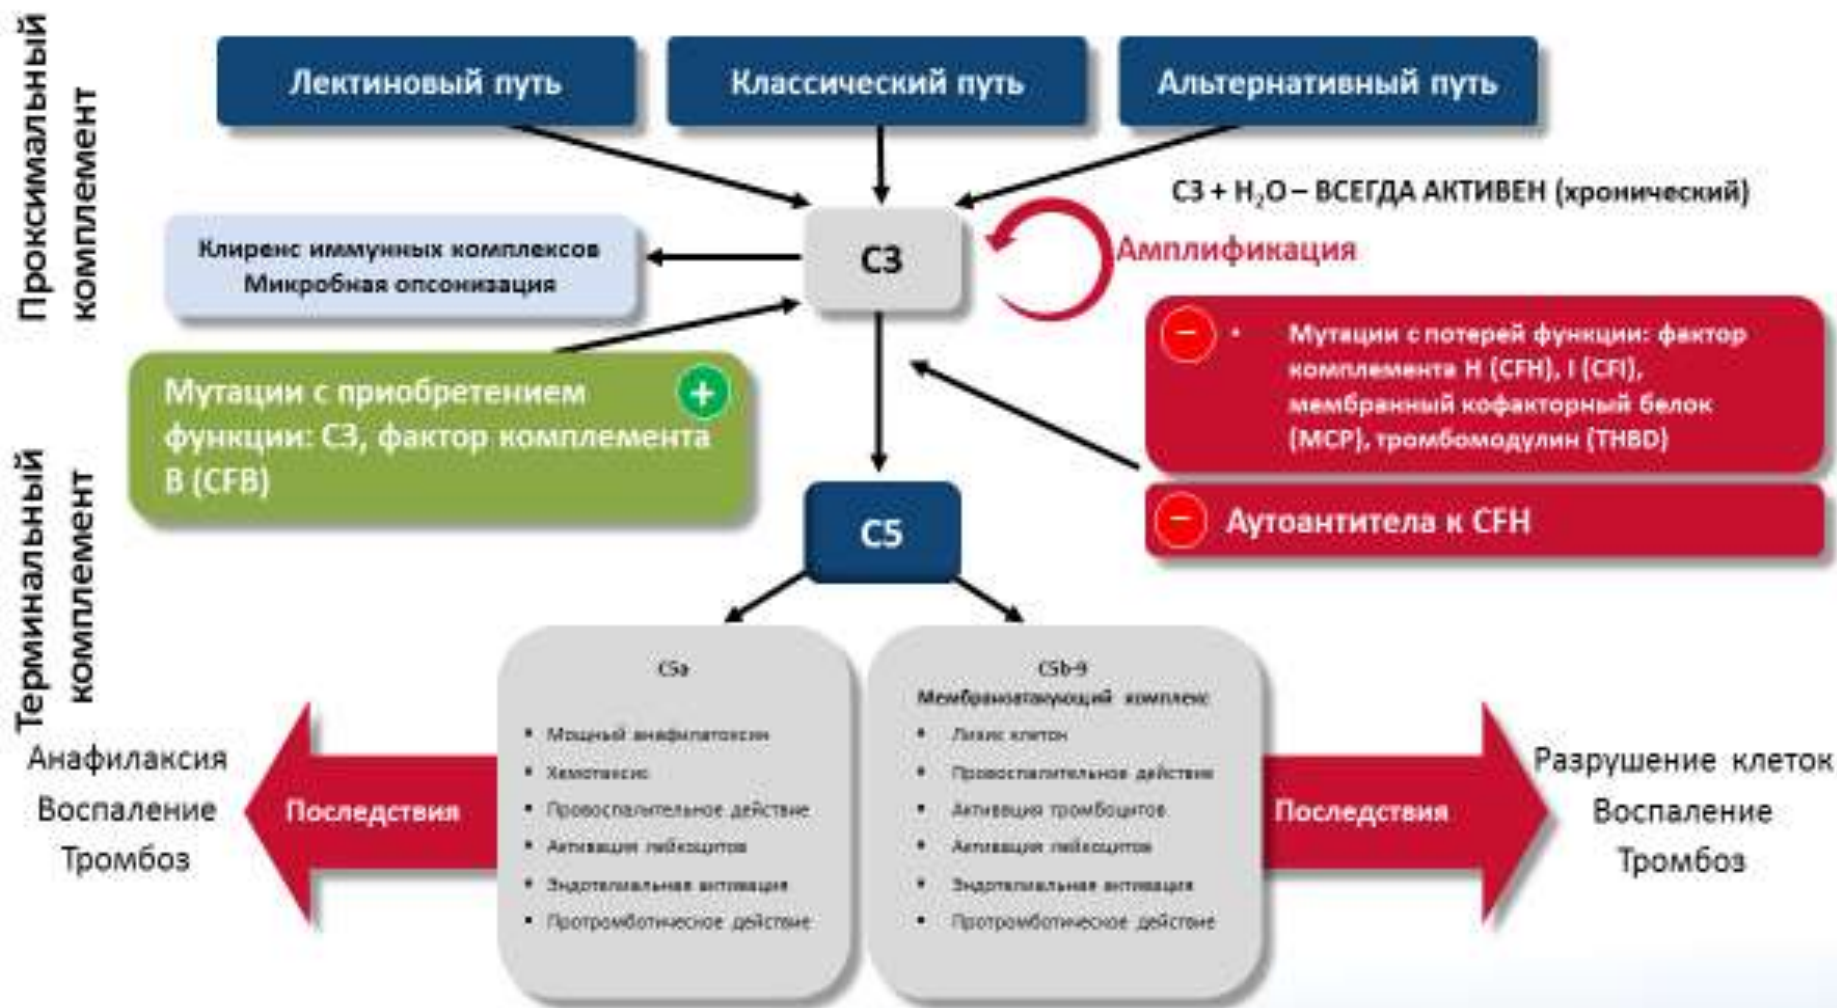 Проксимальный
комплемент
Лектиновый путь
Классический путь
Альтернативный путь
C3 + H₂O – ВСЕГДА АКТИВЕН (хронический)
Амплификация
Клиренс иммунных комплексов
Микробная опсонизация
C3
Мутации с приобретением
функции: C3, фактор комплемента
B (CFB)
+
−
• Мутации с потерей функции: фактор
комплемента H (CFH), I (CFI),
мембранный кофакторный белок
(MCP), тромбомодулин (THBD)
−
Аутоантитела к CFH
Терминальный
комплемент
C5
C5a
• Мощный анафилатоксин
• Хемотаксис
• Провоспалительное действие
• Активация лейкоцитов
• Эндотелиальная активация
• Протромботическое действие
C5b-9
Мембраноатакующий комплекс
• Лизис клеток
• Провоспалительное действие
• Активация тромбоцитов
• Активация лейкоцитов
• Эндотелиальная активация
• Протромботическое действие
Последствия
Анафилаксия
Воспаление
Тромбоз
Последствия
Разрушение клеток
Воспаление
Тромбоз